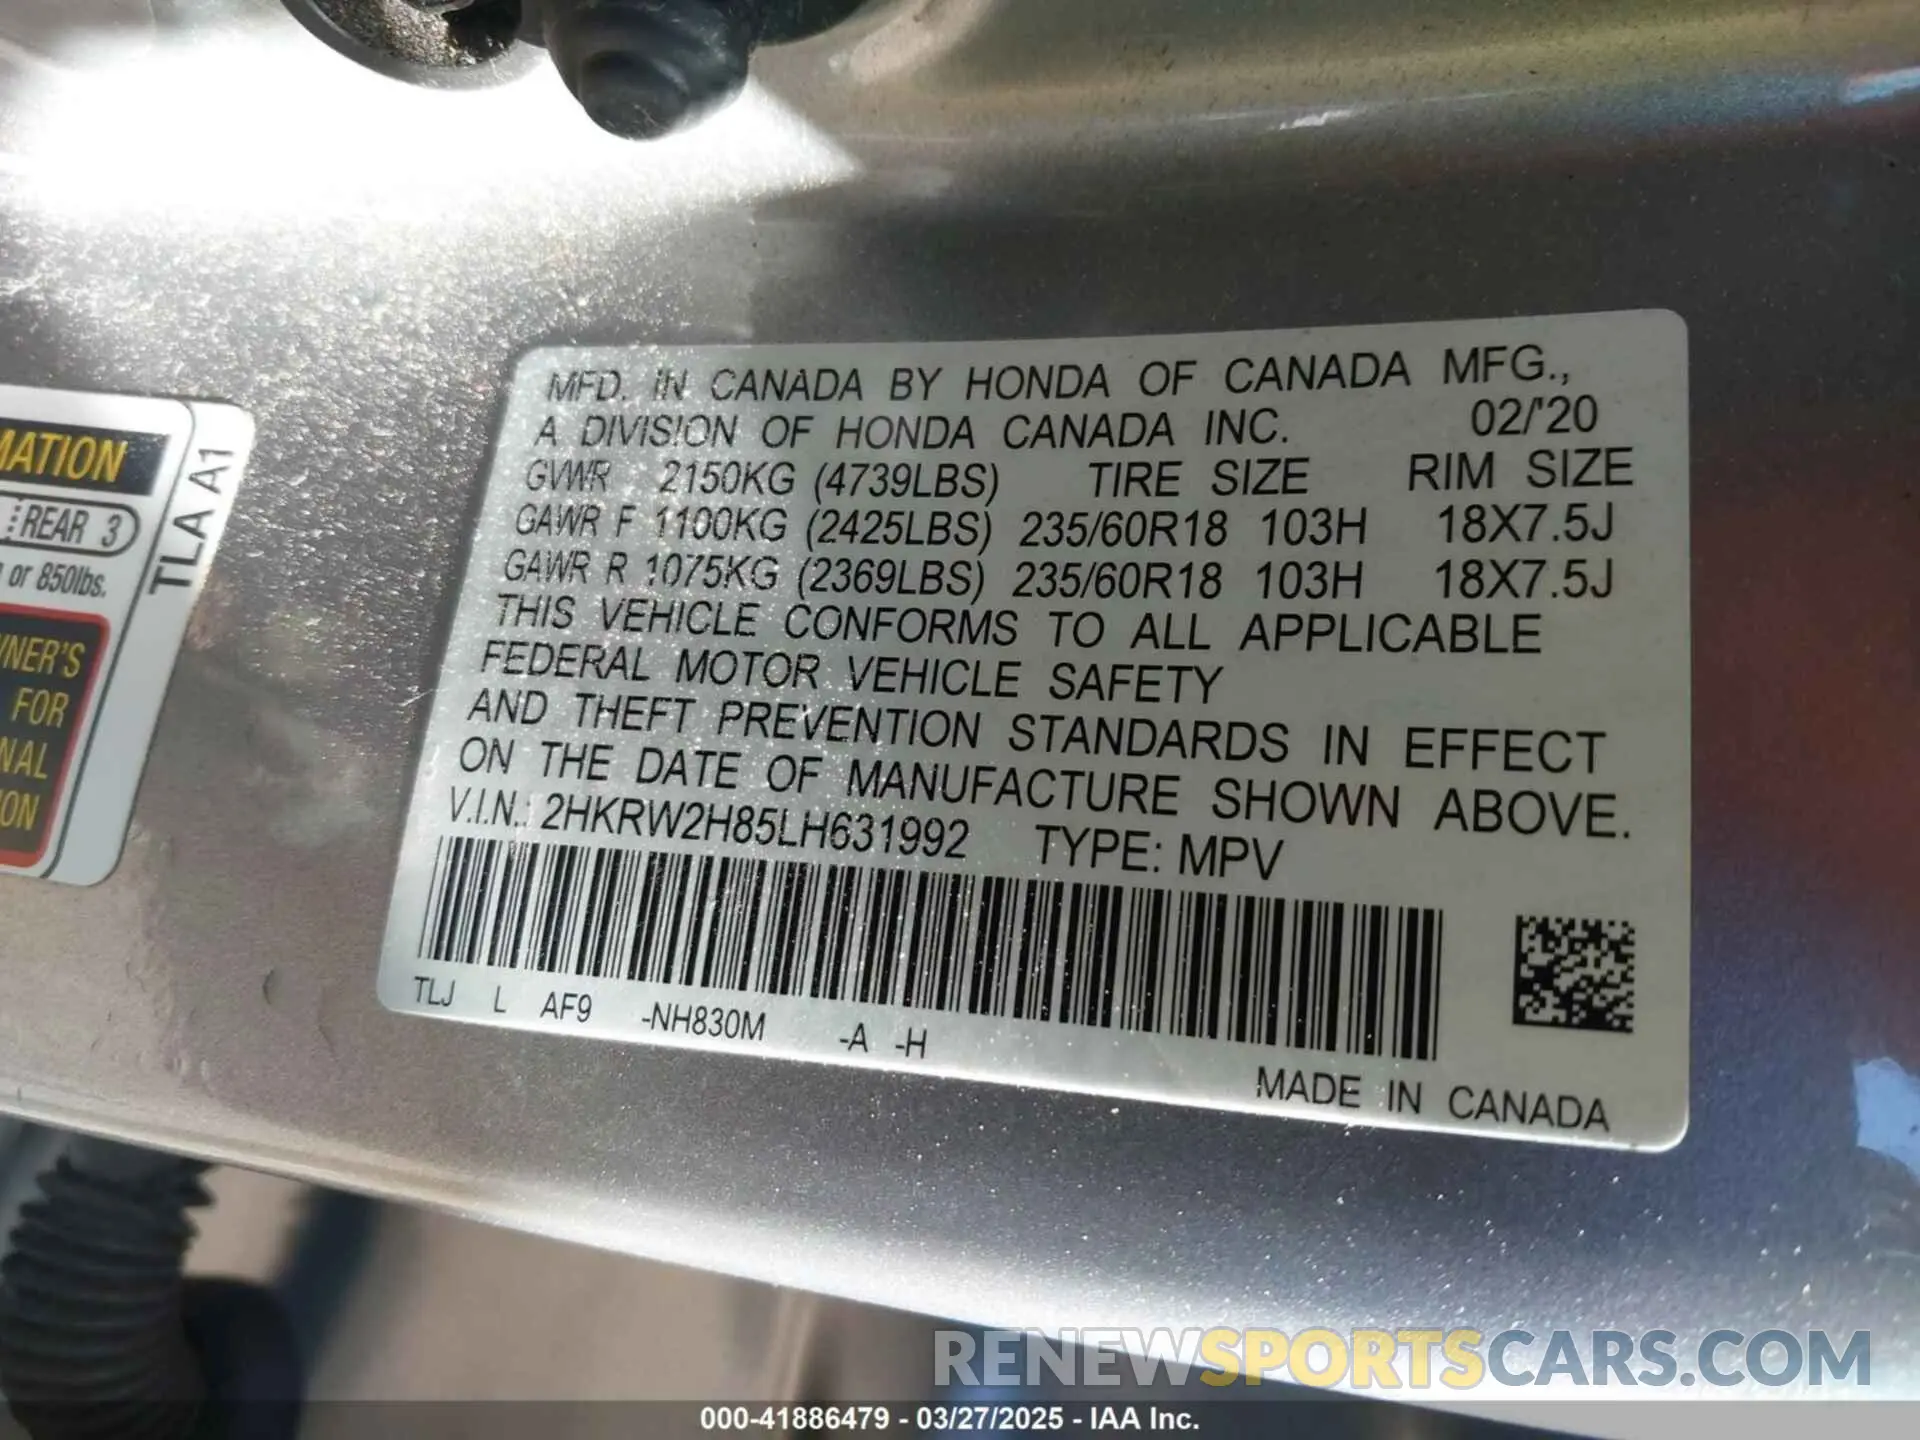 MFD. IN CANADA BY HONDA OF CANADA MFG.,
A DIVISION OF HONDA CANADA INC. 02/'20
GVWR 2150KG (4739LBS) TIRE SIZE RIM SIZE
GAWR F 1100KG (2425LBS) 235/60R18 103H 18X7.5J
GAWR R 1075KG (2369LBS) 235/60R18 103H 18X7.5J
THIS VEHICLE CONFORMS TO ALL APPLICABLE
FEDERAL MOTOR VEHICLE SAFETY
AND THEFT PREVENTION STANDARDS IN EFFECT
ON THE DATE OF MANUFACTURE SHOWN ABOVE.
V.I.N.: 2HKRW2H85LH631992 TYPE: MPV
TLJ L AF9 -NH830M -A -H
MADE IN CANADA
MATION
REAR 3
or 850lbs.
WNER'S
FOR
NAL
ION
TLA A1
RENEWSPORTSCARS.COM
000-41886479 - 03/27/2025 - IAA Inc.